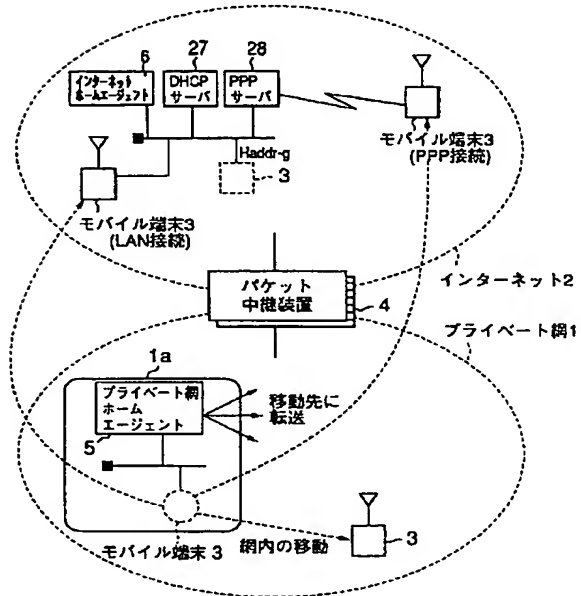 6
27
28
インターネット
ホームエージェント
DHCP
サーバ
PPP
サーバ
Haddr-g
3
モバイル端末3
(PPP接続)
モバイル端末3
(LAN接続)
パケット
中継装置
4
インターネット2
プライベート網1
1a
プライベート網
ホーム
エージェント
5
移動先に
転送
モバイル端末 3
網内の移動
3